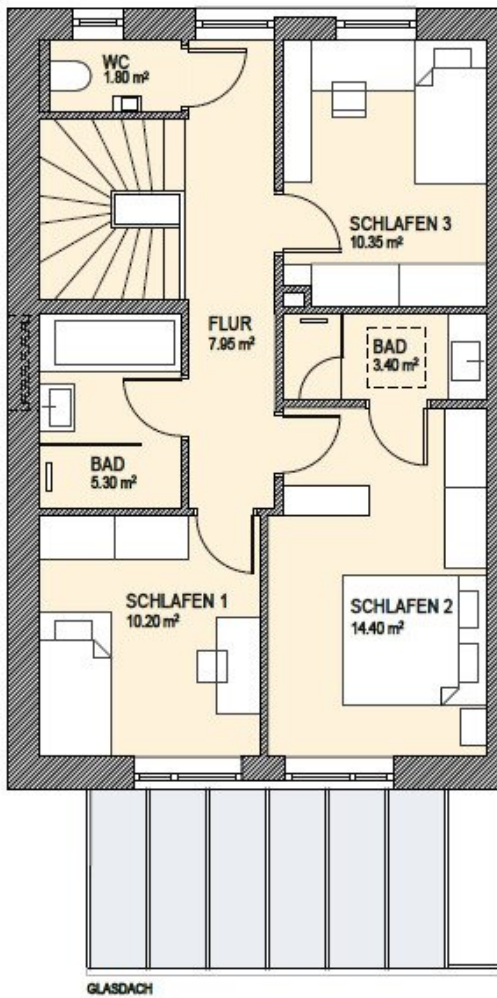 WC
1.80 m²
SCHLAFEN 3
10.35 m²
FLUR
7.95 m²
BAD
3.40 m²
BAD
5.30 m²
SCHLAFEN 1
10.20 m²
SCHLAFEN 2
14.40 m²
GLASDACH